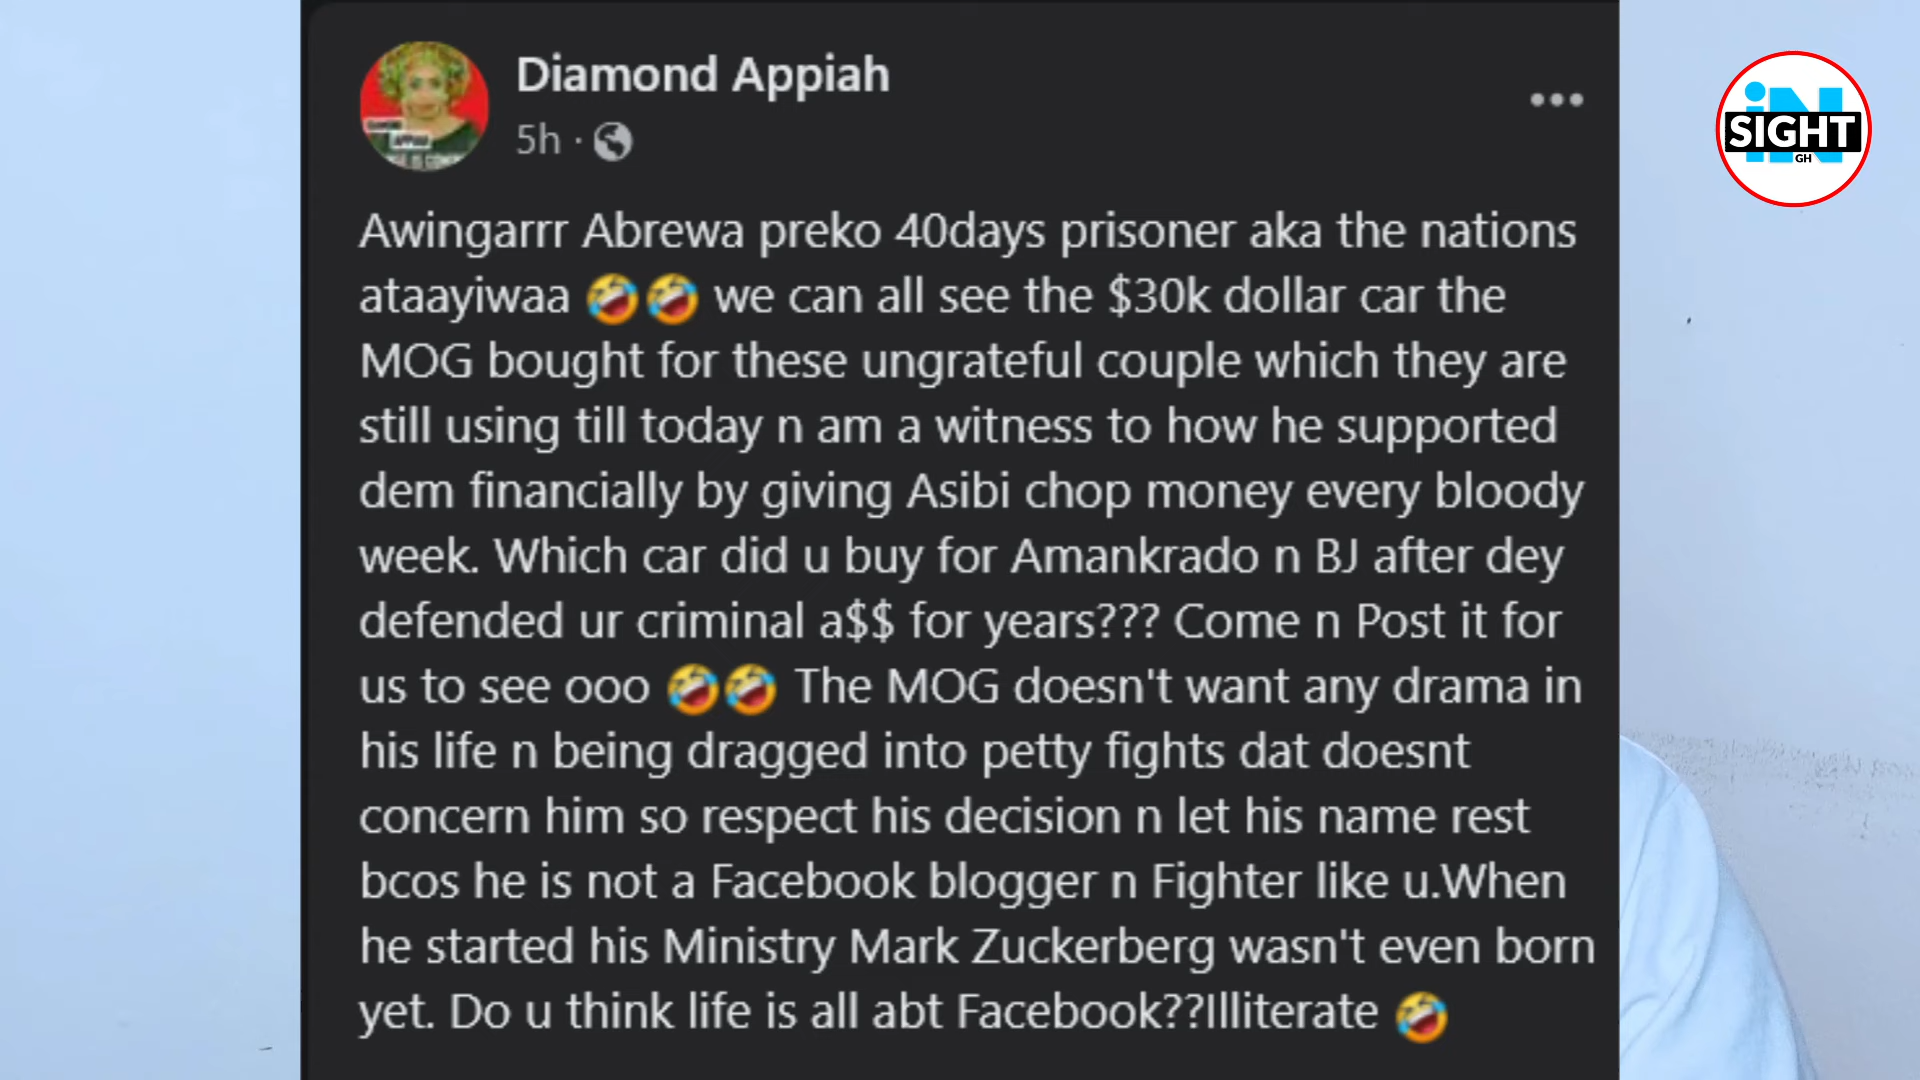 Diamond Appiah
5h ·
iN
SIGHT
GH
Awingarrr Abrewa preko 40days prisoner aka the nations
ataayiwaa 🤣🤣 we can all see the $30k dollar car the
MOG bought for these ungrateful couple which they are
still using till today n am a witness to how he supported
dem financially by giving Asibi chop money every bloody
week. Which car did u buy for Amankrado n BJ after dey
defended ur criminal a$$ for years??? Come n Post it for
us to see ooo 🤣🤣 The MOG doesn't want any drama in
his life n being dragged into petty fights dat doesnt
concern him so respect his decision n let his name rest
bcos he is not a Facebook blogger n Fighter like u.When
he started his Ministry Mark Zuckerberg wasn't even born
yet. Do u think life is all abt Facebook??Illiterate 🤣